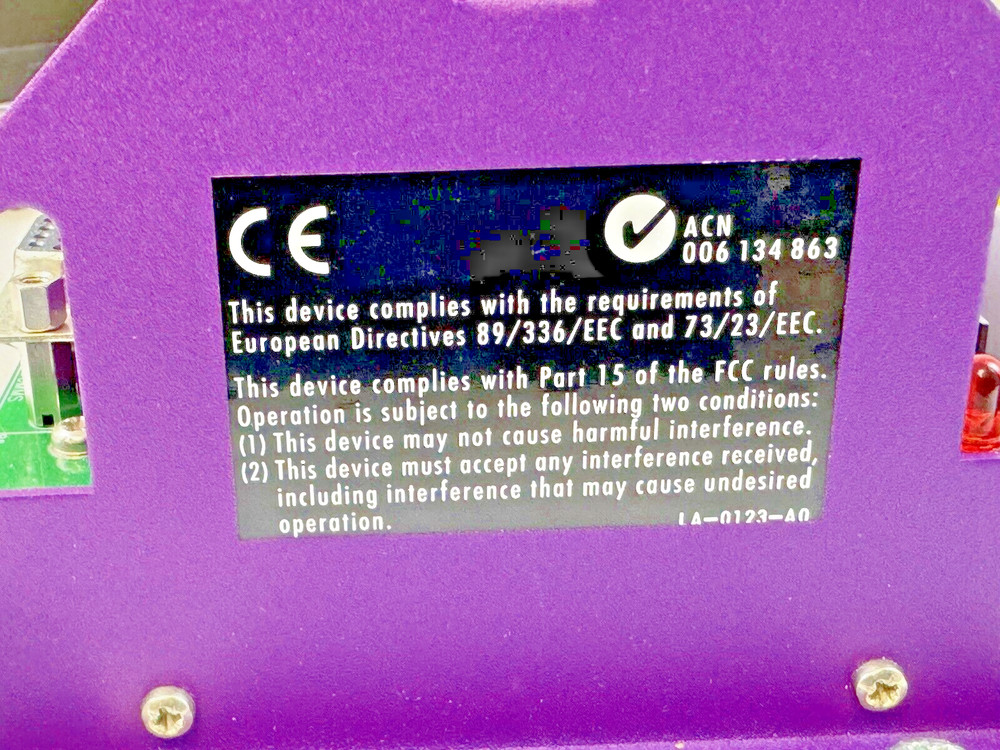 CE
ACN
006 134 863
This device complies with the requirements of
European Directives 89/336/EEC and 73/23/EEC.
This device complies with Part 15 of the FCC rules.
Operation is subject to the following two conditions:
(1) This device may not cause harmful interference.
(2) This device must accept any interference received,
including interference that may cause undesired
operation.
LA-0123-A0